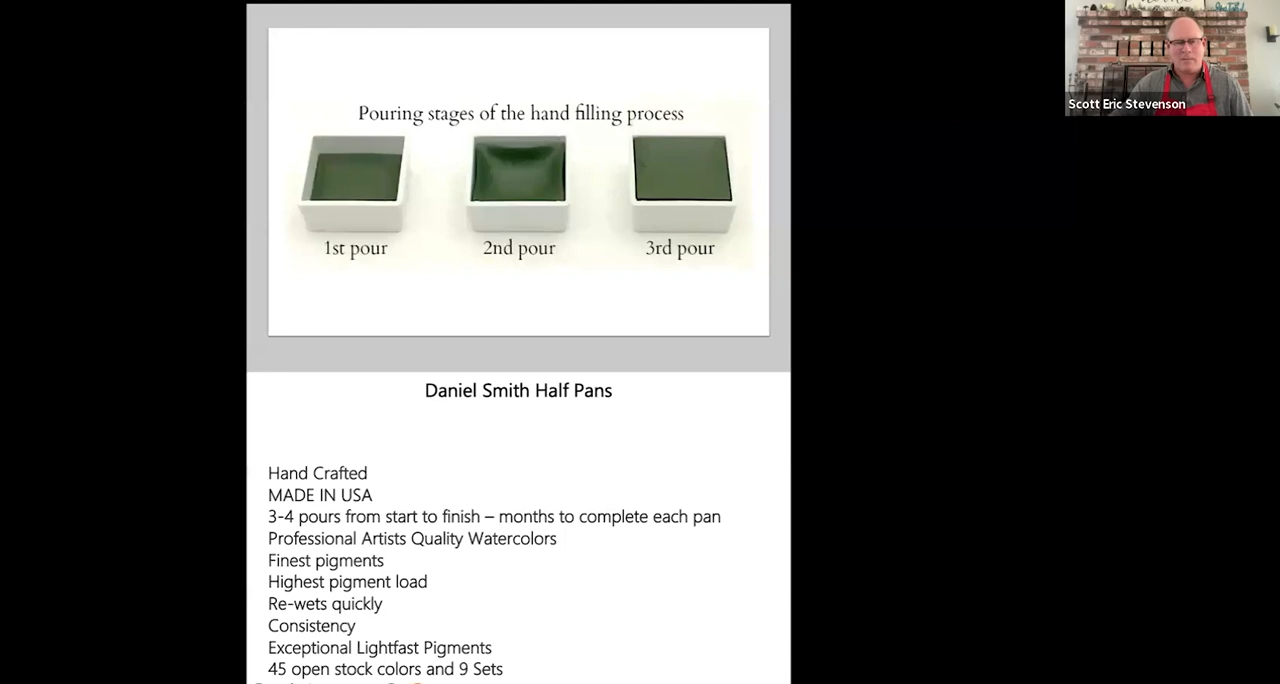 Scott Eric Stevenson
Pouring stages of the hand filling process
1st pour
2nd pour
3rd pour
Daniel Smith Half Pans
Hand Crafted
MADE IN USA
3-4 pours from start to finish – months to complete each pan
Professional Artists Quality Watercolors
Finest pigments
Highest pigment load
Re-wets quickly
Consistency
Exceptional Lightfast Pigments
45 open stock colors and 9 Sets